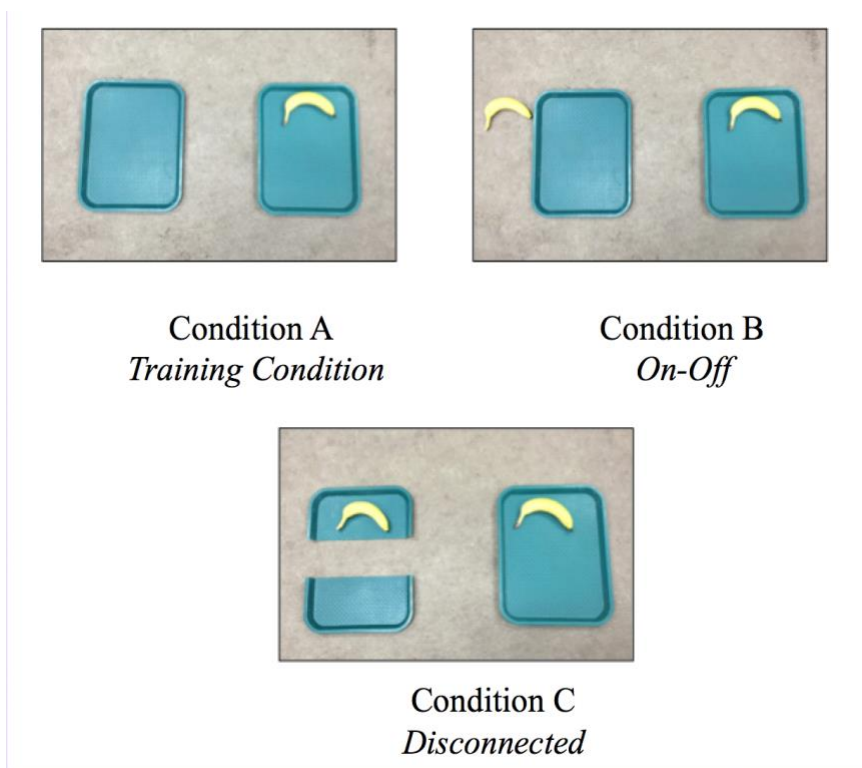 Condition A
Training Condition
Condition B
On-Off
Condition C
Disconnected